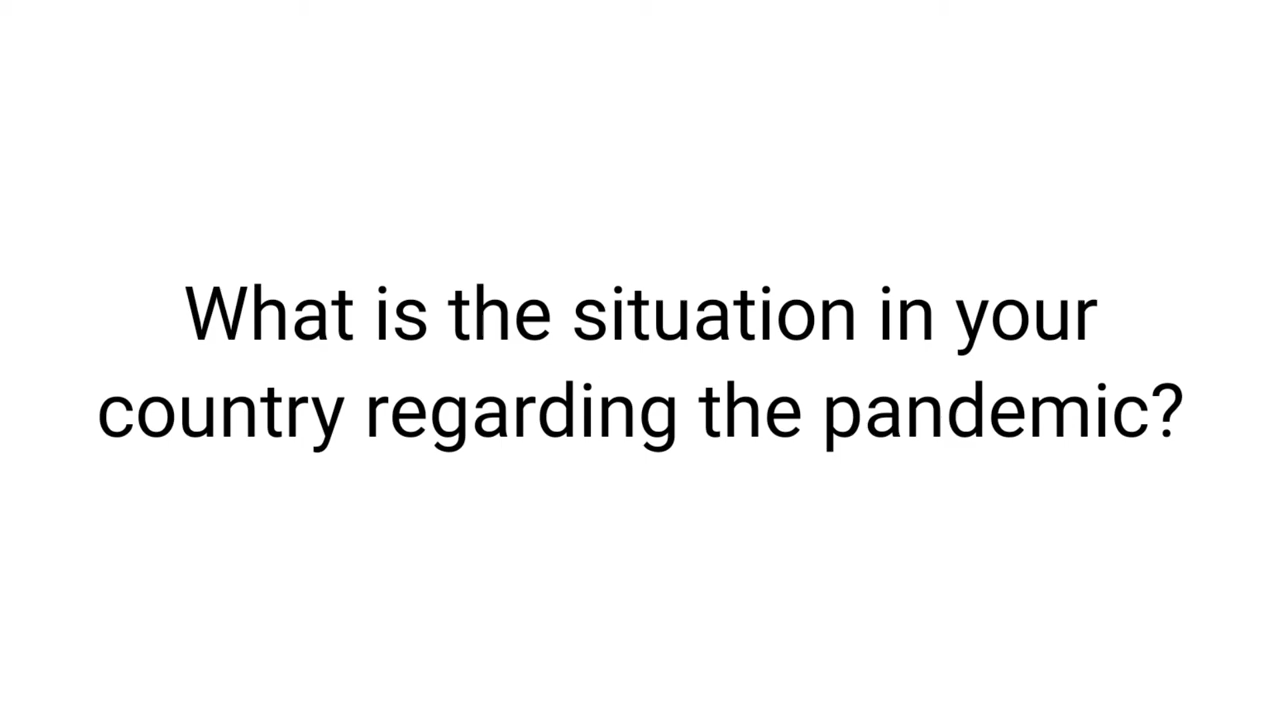 What is the situation in your
country regarding the pandemic?